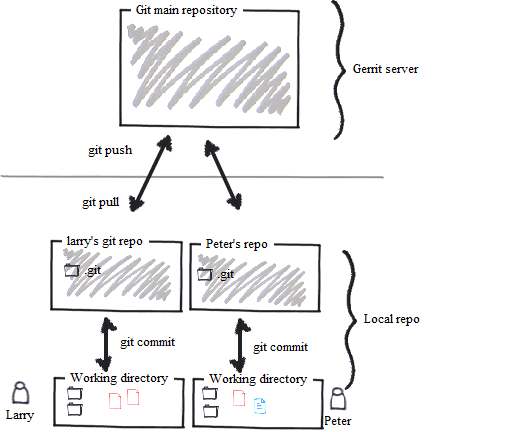 Git main repository
Gerrit server
git push
git pull
larry's git repo
Peter's repo
.git
.git
Local repo
git commit
git commit
Working directory
Working directory
Larry
Peter